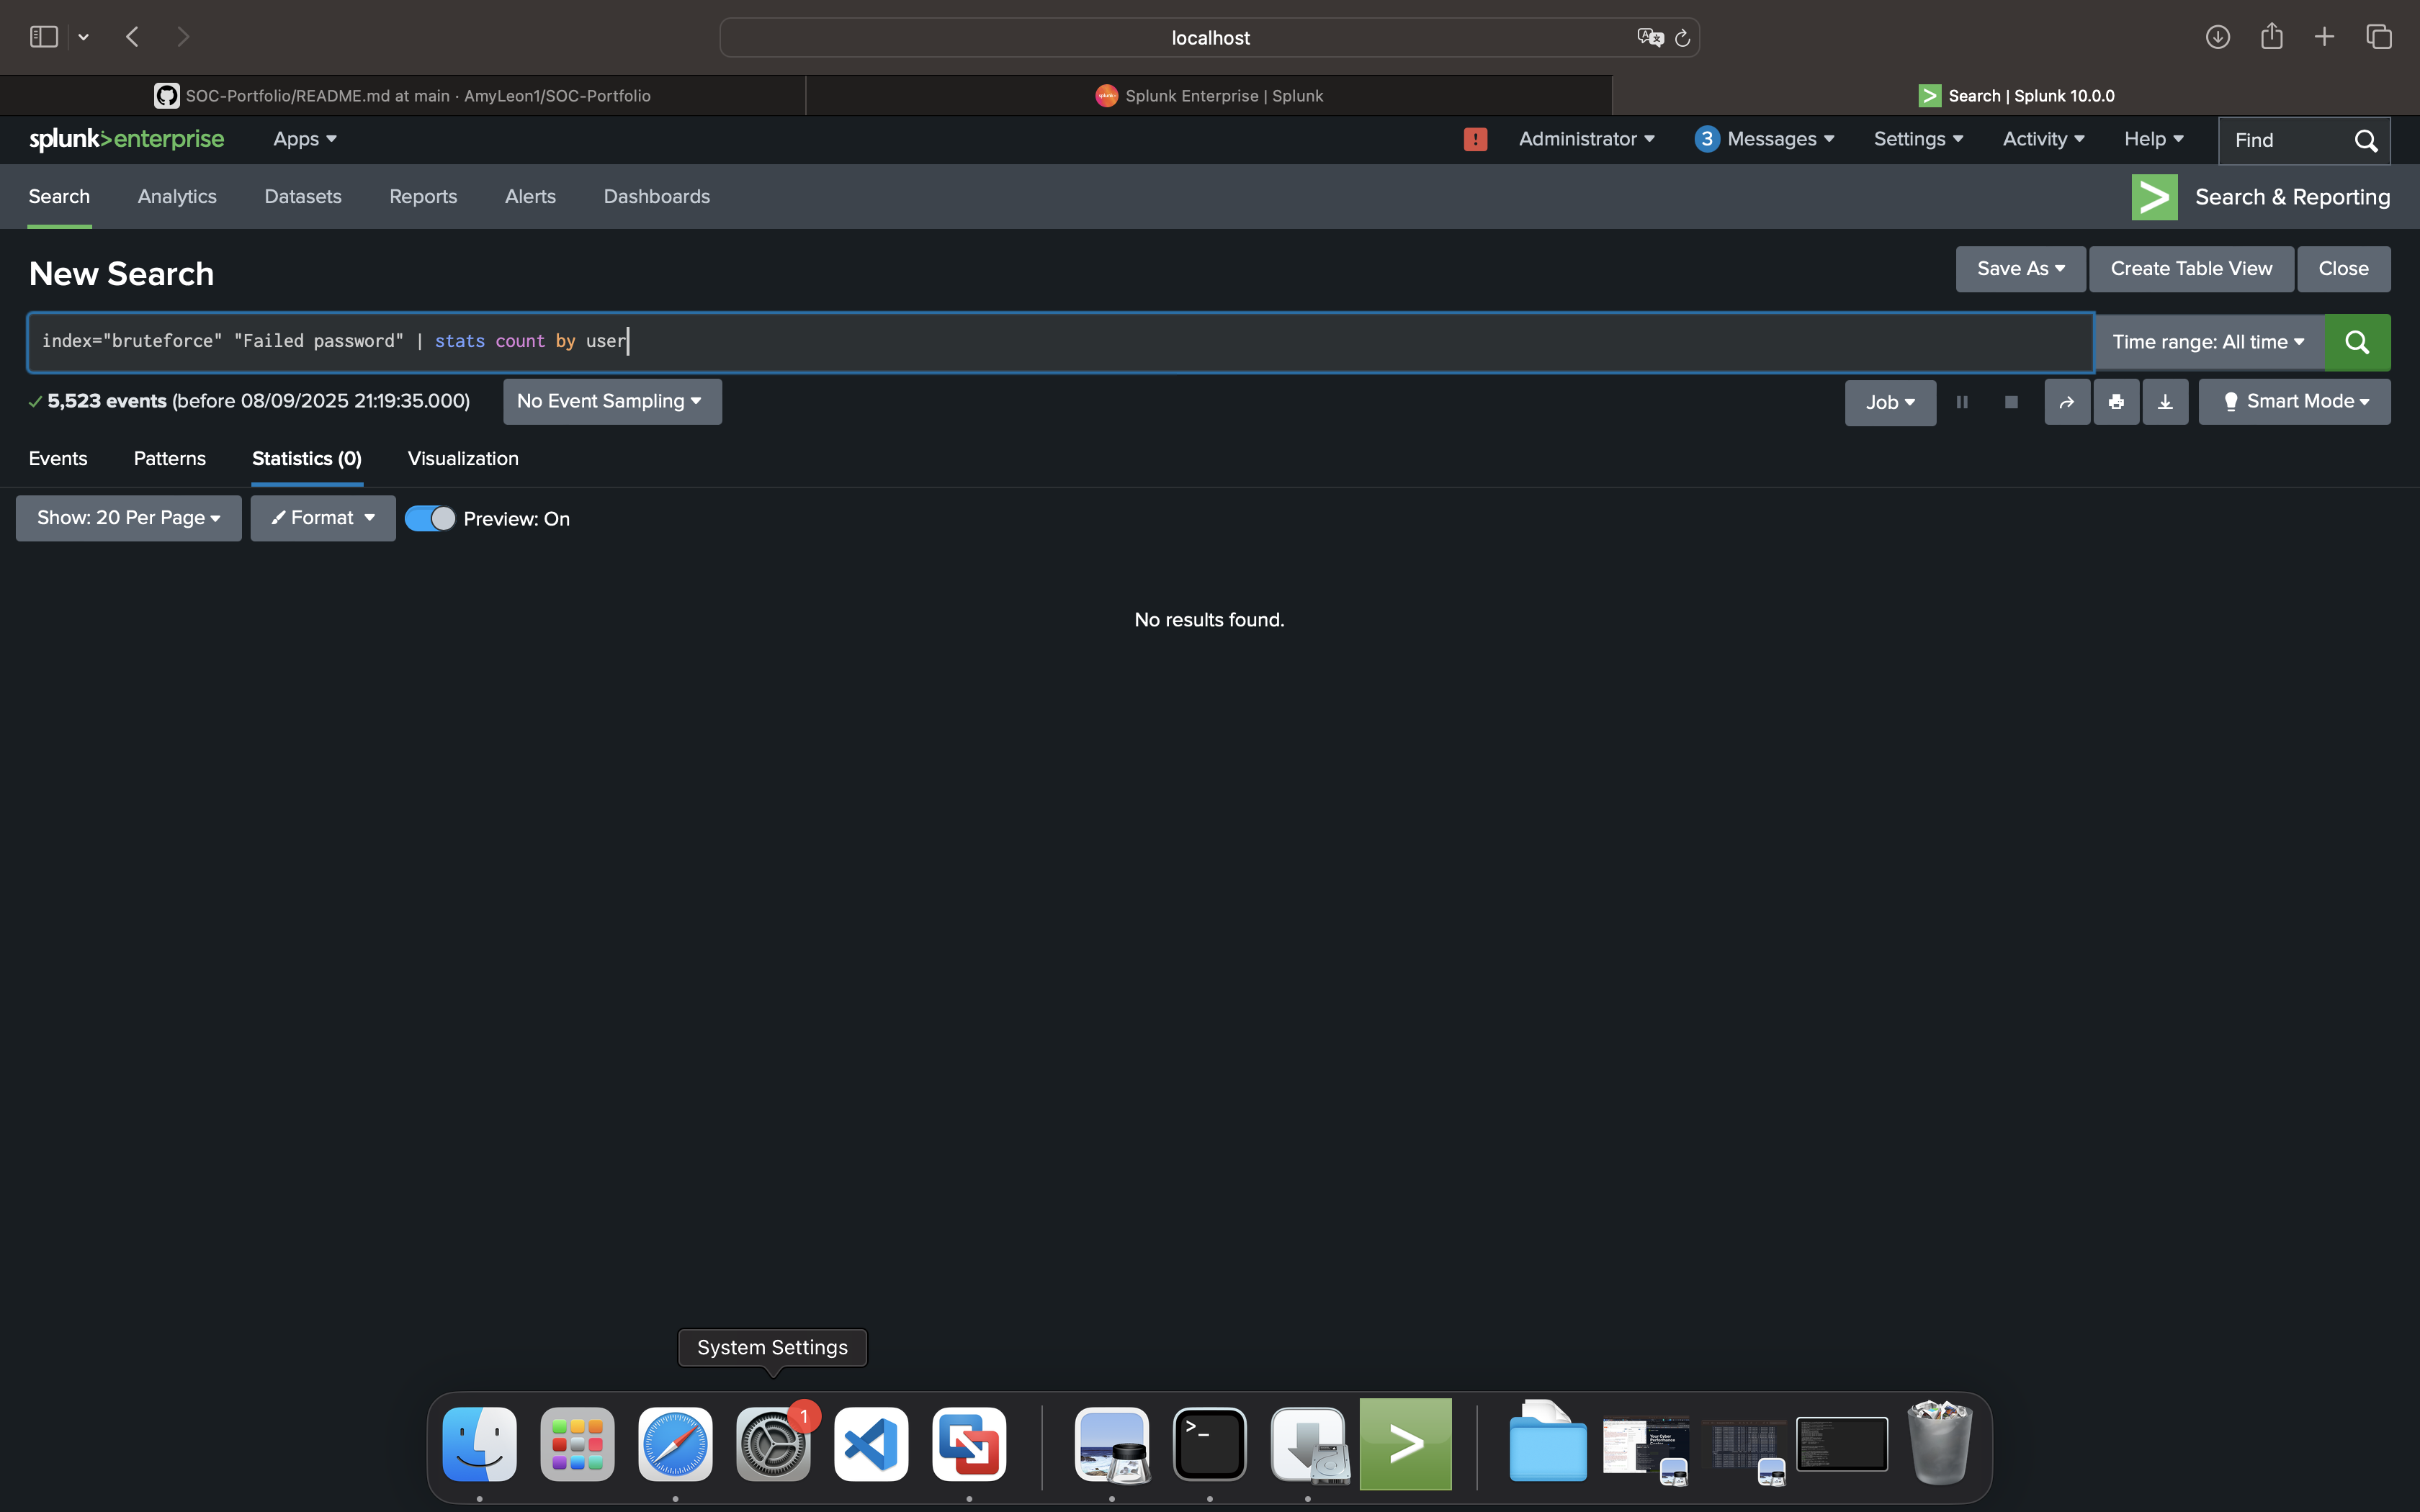 localhost
SOC-Portfolio/README.md at main · AmyLeon1/SOC-Portfolio
Splunk Enterprise | Splunk
Search | Splunk 10.0.0
splunk>enterprise
Apps
!
Administrator
3 Messages
Settings
Activity
Help
Find
Search
Analytics
Datasets
Reports
Alerts
Dashboards
Search & Reporting
New Search
Save As
Create Table View
Close
index="bruteforce" "Failed password" | stats count by user
Time range: All time
5,523 events (before 08/09/2025 21:19:35.000)
No Event Sampling
Job
Smart Mode
Events
Patterns
Statistics (0)
Visualization
Show: 20 Per Page
Format
Preview: On
No results found.
System Settings
1